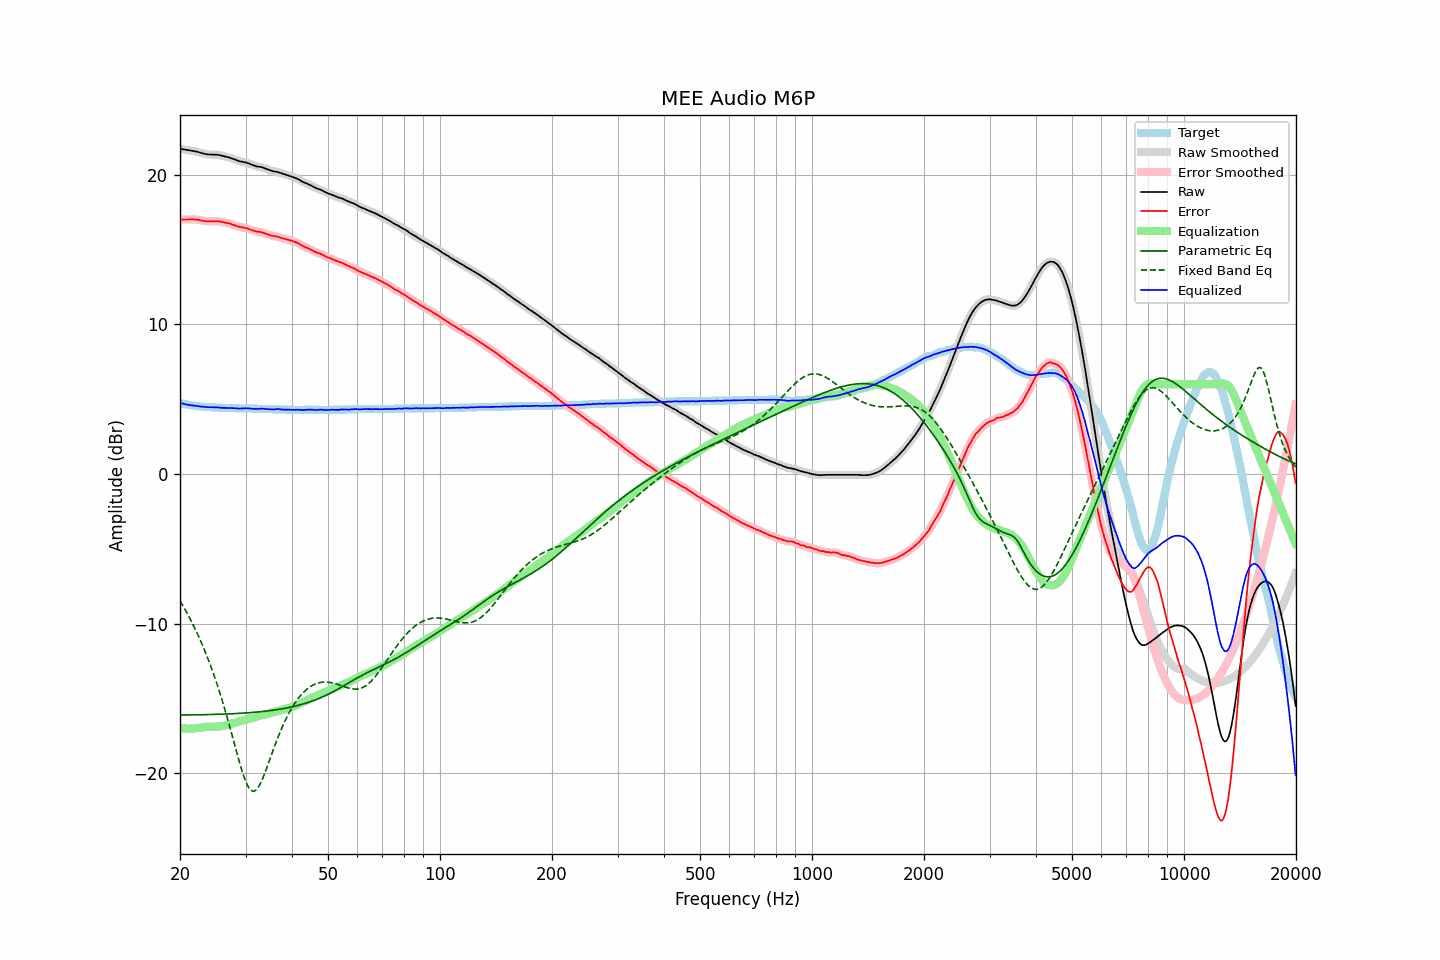 MEE Audio M6P
Target
Raw Smoothed
Error Smoothed
Raw
Error
Equalization
Parametric Eq
Fixed Band Eq
Equalized
Amplitude (dBr)
20
10
0
−10
−20
20 50 100 200 500 1000 2000 5000 10000 20000
Frequency (Hz)